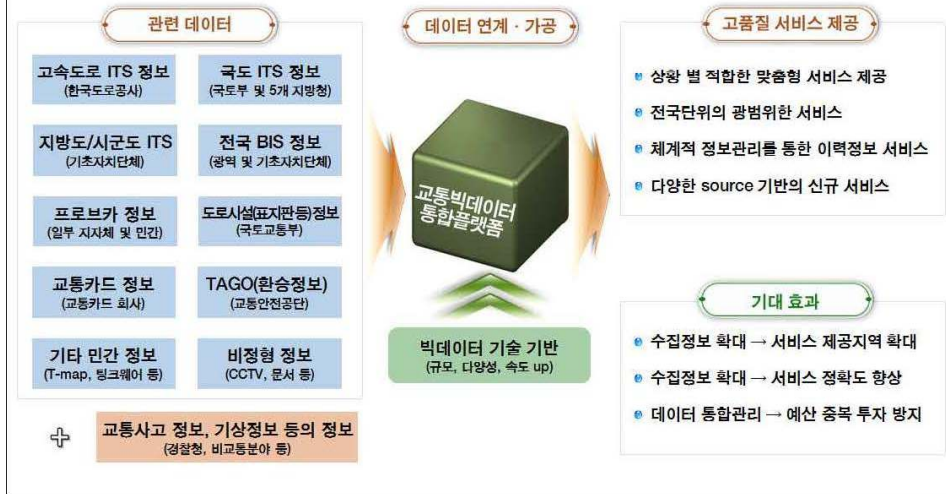 관련 데이터
고속도로 ITS 정보
(한국도로공사)
국도 ITS 정보
(국토부 및 5개 지방청)
지방도/시군도 ITS
(기초자치단체)
전국 BIS 정보
(광역 및 기초자치단체)
프로브카 정보
(일부 지자체 및 민간)
도로시설(표지판등)정보
(국토교통부)
교통카드 정보
(교통카드 회사)
TAGO(환승정보)
(교통안전공단)
기타 민간 정보
(T-map, 팅크웨어 등)
비정형 정보
(CCTV, 문서 등)
교통사고 정보, 기상정보 등의 정보
(경찰청, 비교통분야 등)
데이터 연계 · 가공
교통빅데이터
통합플랫폼
빅데이터 기술 기반
(규모, 다양성, 속도 up)
고품질 서비스 제공
상황 별 적합한 맞춤형 서비스 제공
전국단위의 광범위한 서비스
체계적 정보관리를 통한 이력정보 서비스
다양한 source 기반의 신규 서비스
기대 효과
수집정보 확대 → 서비스 제공지역 확대
수집정보 확대 → 서비스 정확도 향상
데이터 통합관리 → 예산 중복 투자 방지